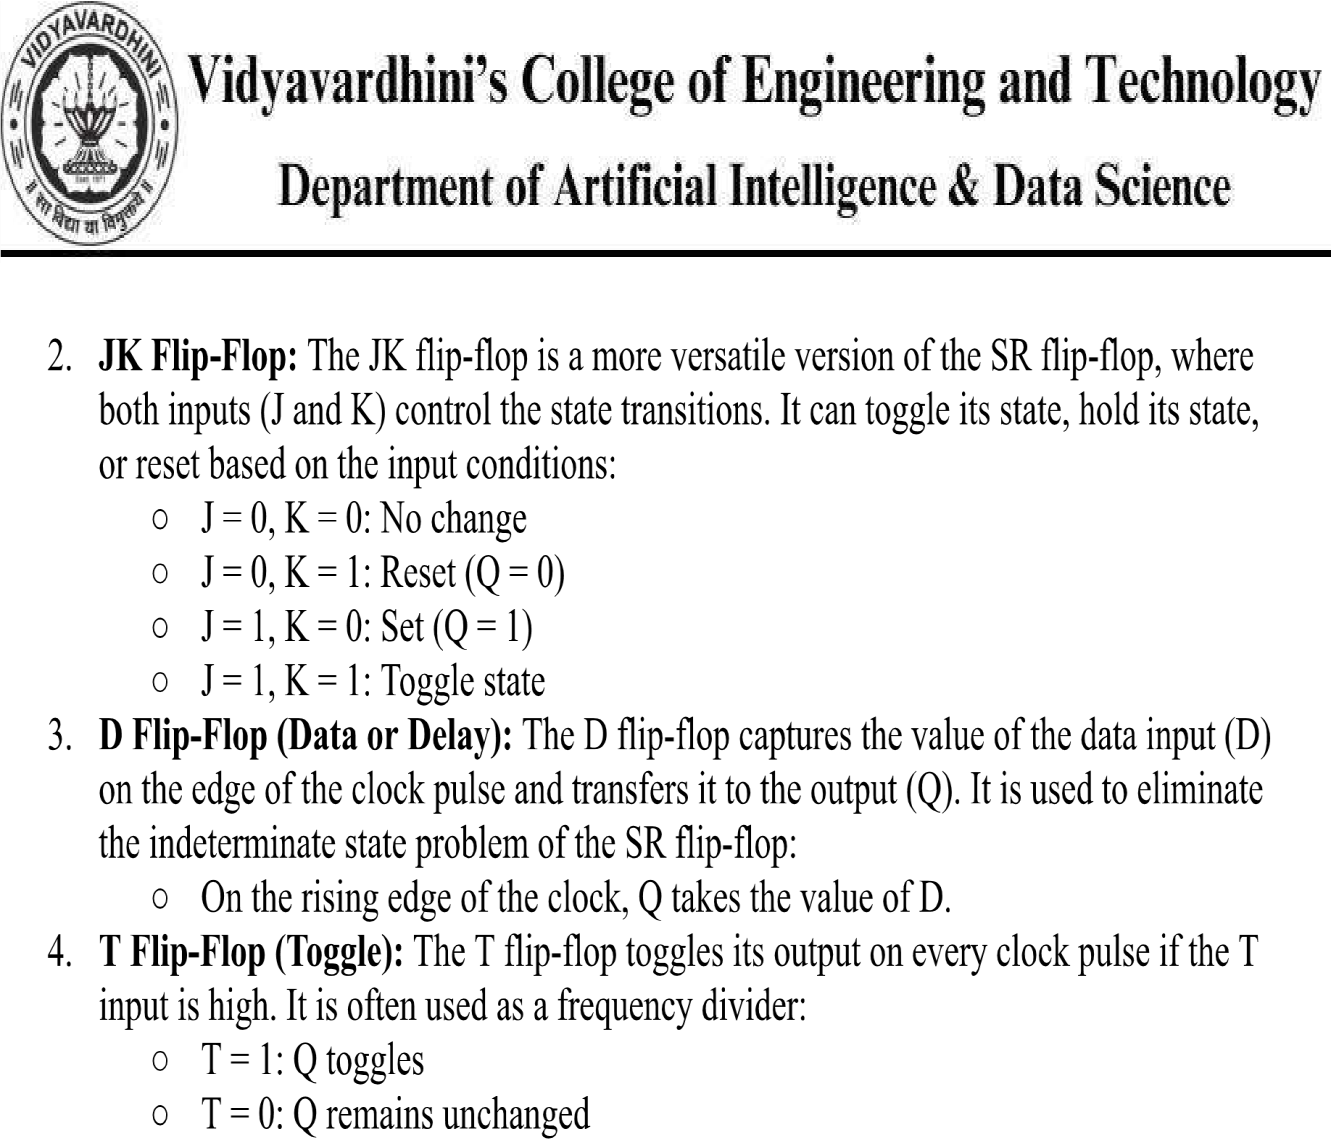 VIDYAVARDHINI
॥ सा विद्या या विमुक्तये ॥
Vidyavardhini’s College of Engineering and Technology
Department of Artificial Intelligence & Data Science
2. JK Flip-Flop: The JK flip-flop is a more versatile version of the SR flip-flop, where
both inputs (J and K) control the state transitions. It can toggle its state, hold its state,
or reset based on the input conditions:
○ J = 0, K = 0: No change
○ J = 0, K = 1: Reset (Q = 0)
○ J = 1, K = 0: Set (Q = 1)
○ J = 1, K = 1: Toggle state
3. D Flip-Flop (Data or Delay): The D flip-flop captures the value of the data input (D)
on the edge of the clock pulse and transfers it to the output (Q). It is used to eliminate
the indeterminate state problem of the SR flip-flop:
○ On the rising edge of the clock, Q takes the value of D.
4. T Flip-Flop (Toggle): The T flip-flop toggles its output on every clock pulse if the T
input is high. It is often used as a frequency divider:
○ T = 1: Q toggles
○ T = 0: Q remains unchanged